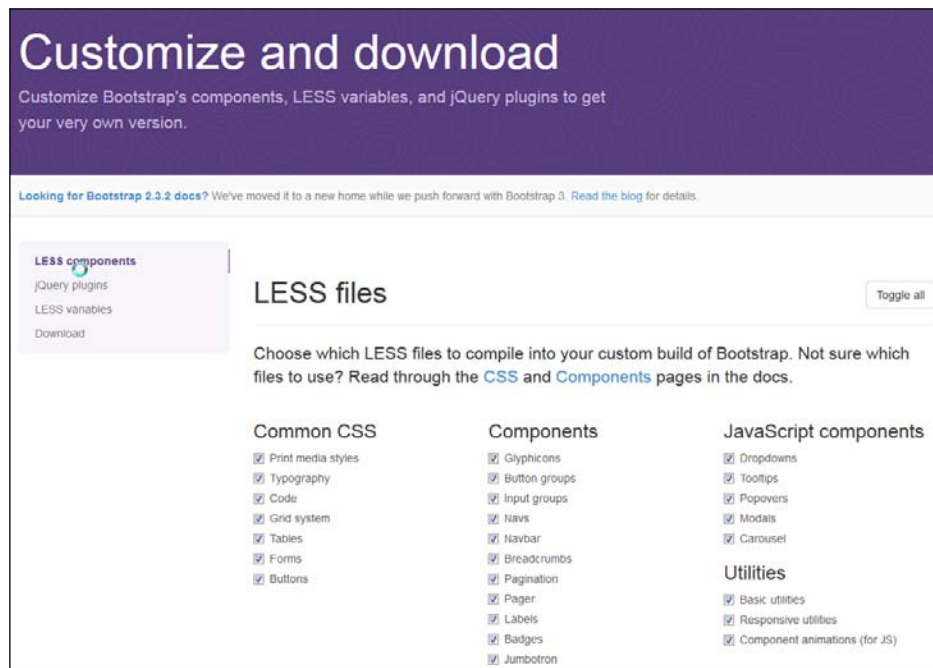 Customize and download
Customize Bootstrap's components, LESS variables, and jQuery plugins to get
your very own version.
Looking for Bootstrap 2.3.2 docs? We've moved it to a new home while we push forward with Bootstrap 3. Read the blog for details.
LESS components
jQuery plugins
LESS variables
Download
LESS files
Toggle all
Choose which LESS files to compile into your custom build of Bootstrap. Not sure which
files to use? Read through the CSS and Components pages in the docs.
Common CSS
Print media styles
Typography
Code
Grid system
Tables
Forms
Buttons
Components
Glyphicons
Button groups
Input groups
Navs
Navbar
Breadcrumbs
Pagination
Pager
Labels
Badges
Jumbotron
JavaScript components
Dropdowns
Tooltips
Popovers
Modals
Carousel
Utilities
Basic utilities
Responsive utilities
Component animations (for JS)